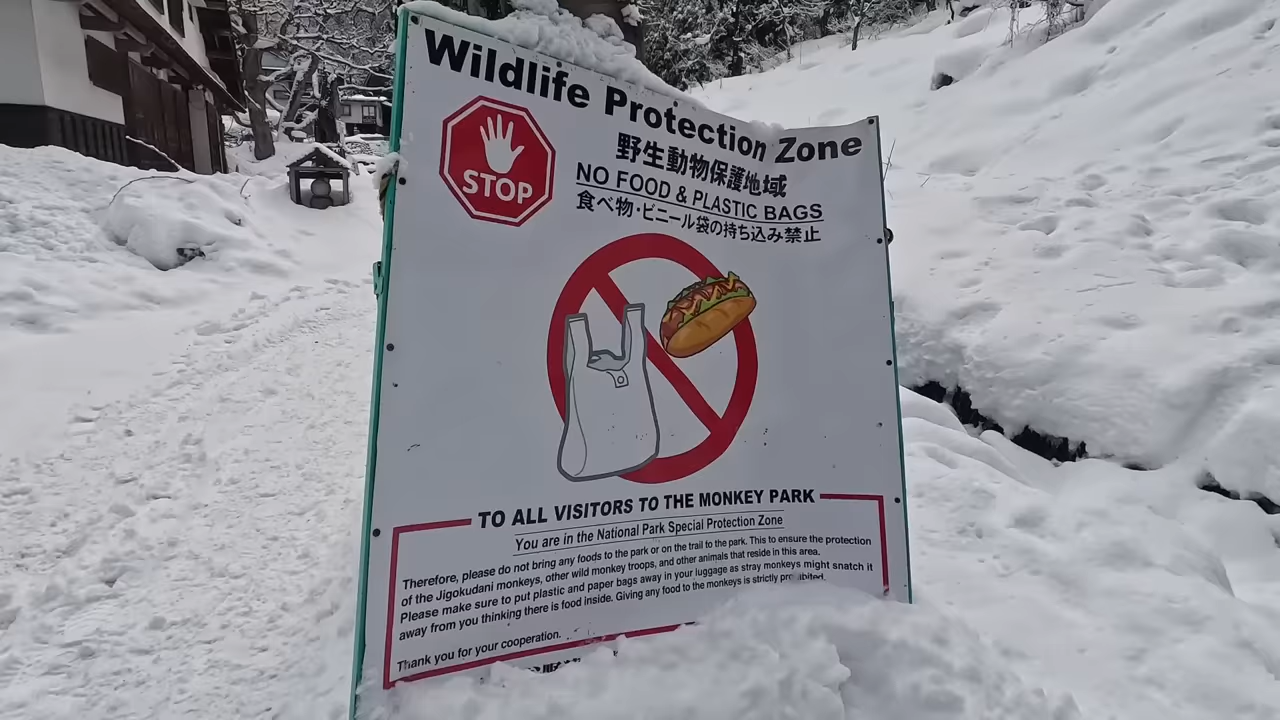 Wildlife Protection Zone
STOP
野生動物保護地域
NO FOOD & PLASTIC BAGS
食べ物・ビニール袋の持ち込み禁止
TO ALL VISITORS TO THE MONKEY PARK
You are in the National Park Special Protection Zone
Therefore, please do not bring any foods to the park or on the trail to the park. This to ensure the protection
of the Jigokudani monkeys, other wild monkey troops, and other animals that reside in this area.
Please make sure to put plastic and paper bags away in your luggage as stray monkeys might snatch it
away from you thinking there is food inside. Giving any food to the monkeys is strictly prohibited.
Thank you for your cooperation.